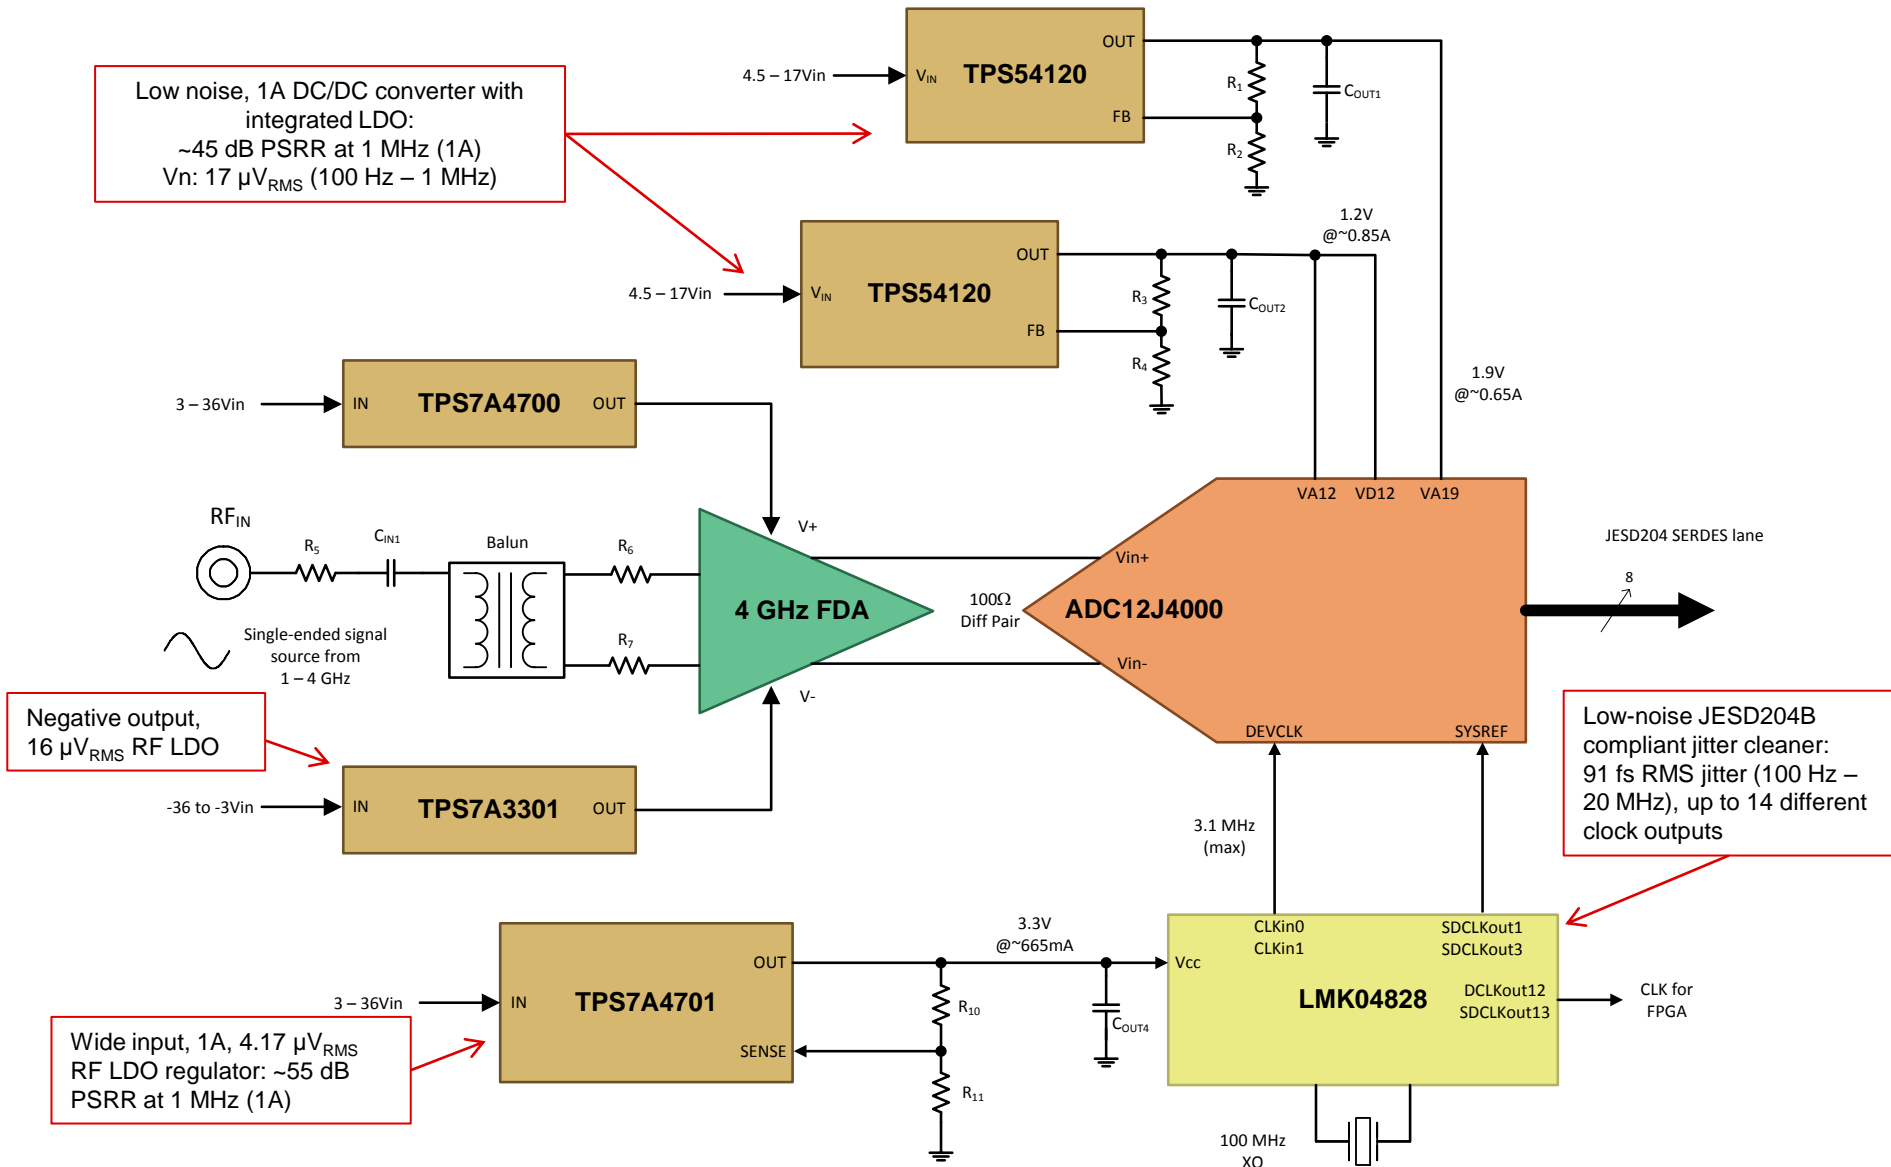 OUT
TPS54120
4.5 – 17Vin
VIN
FB
R1
R2
COUT1
Low noise, 1A DC/DC converter with
integrated LDO:
~45 dB PSRR at 1 MHz (1A)
Vn: 17 µVRMS (100 Hz – 1 MHz)
1.2V
@~0.85A
OUT
TPS54120
4.5 – 17Vin
VIN
FB
R3
R4
COUT2
1.9V
@~0.65A
3 – 36Vin
IN
TPS7A4700
OUT
VA12
VD12
VA19
RFIN
R5
CIN1
Balun
R6
R7
V+
V-
4 GHz FDA
100Ω
Diff Pair
Vin+
Vin-
ADC12J4000
JESD204 SERDES lane
8
Single-ended signal
source from
1 – 4 GHz
Negative output,
16 µVRMS RF LDO
-36 to -3Vin
IN
TPS7A3301
OUT
DEVCLK
SYSREF
Low-noise JESD204B
compliant jitter cleaner:
91 fs RMS jitter (100 Hz –
20 MHz), up to 14 different
clock outputs
3.1 MHz
(max)
3.3V
@~665mA
OUT
3 – 36Vin
IN
TPS7A4701
SENSE
R10
R11
COUT4
Wide input, 1A, 4.17 µVRMS
RF LDO regulator: ~55 dB
PSRR at 1 MHz (1A)
Vcc
CLKin0
CLKin1
SDCLKout1
SDCLKout3
LMK04828
DCLKout12
SDCLKout13
CLK for
FPGA
100 MHz
XO